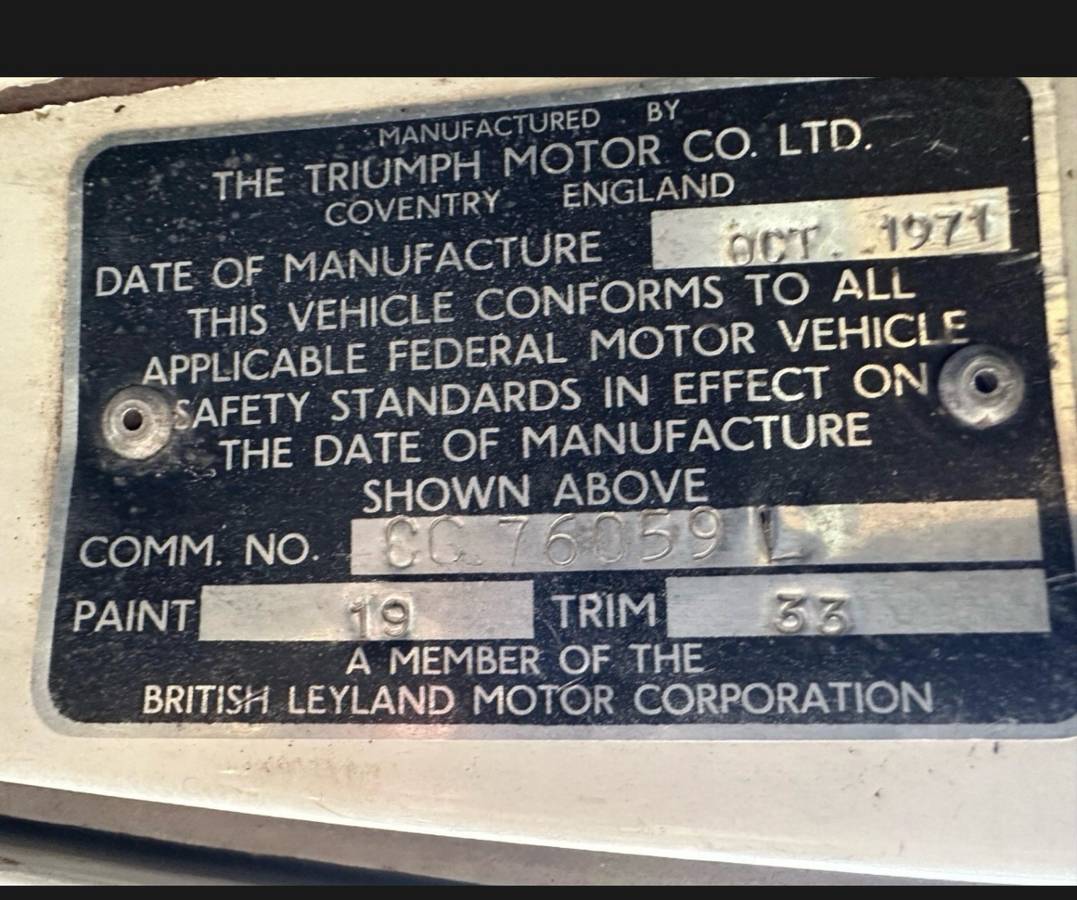 MANUFACTURED BY
THE TRIUMPH MOTOR CO. LTD.
COVENTRY ENGLAND
DATE OF MANUFACTURE OCT. 1971
THIS VEHICLE CONFORMS TO ALL
APPLICABLE FEDERAL MOTOR VEHICLE
SAFETY STANDARDS IN EFFECT ON
THE DATE OF MANUFACTURE
SHOWN ABOVE
COMM. NO. CC 76059 L
PAINT 19 TRIM 33
A MEMBER OF THE
BRITISH LEYLAND MOTOR CORPORATION